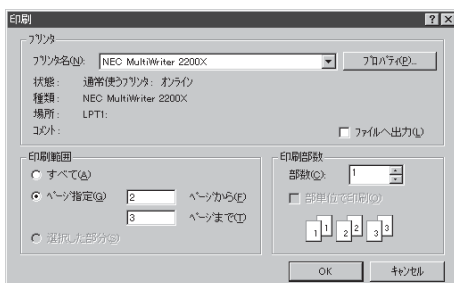 印刷
プリンタ
プリンタ名(N): NEC MultiWriter 2200X プロパティ(P)...
状態: 通常使うプリンタ: オンライン
種類: NEC MultiWriter 2200X
場所: LPT1:
コメント: ファイルへ出力(L)
印刷範囲
すべて(A)
ページ指定(G) 2 ページから(F)
3 ページまで(T)
選択した部分(S)
印刷部数
部数(C): 1
部単位で印刷(O)
1 1 2 2 3 3
OK キャンセル